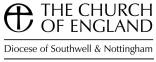 THE CHURCH
OF ENGLAND
Diocese of Southwell & Nottingham